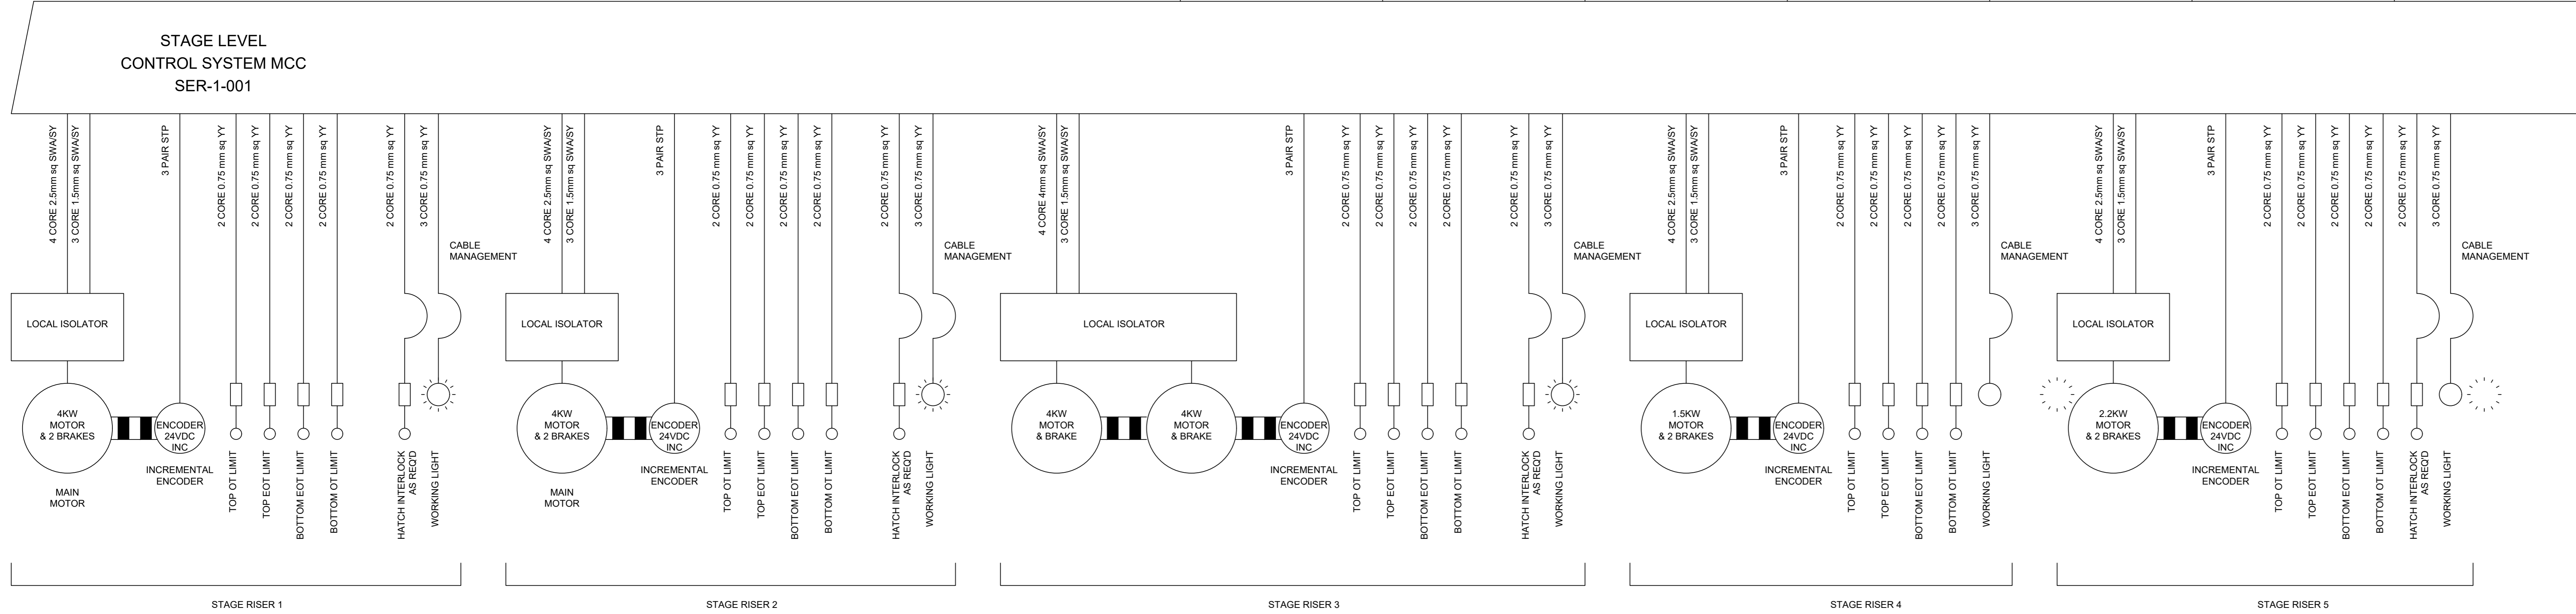 STAGE LEVEL
CONTROL SYSTEM MCC
SER-1-001
4 CORE 2.5mm sq SWA/SY
3 CORE 1.5mm sq SWA/SY
3 PAIR STP
2 CORE 0.75 mm sq YY
2 CORE 0.75 mm sq YY
2 CORE 0.75 mm sq YY
2 CORE 0.75 mm sq YY
2 CORE 0.75 mm sq YY
3 CORE 0.75 mm sq YY
CABLE
MANAGEMENT
LOCAL ISOLATOR
4KW
MOTOR
& 2 BRAKES
ENCODER
24VDC
INC
INCREMENTAL
ENCODER
MAIN
MOTOR
TOP OT LIMIT
TOP EOT LIMIT
BOTTOM EOT LIMIT
BOTTOM OT LIMIT
HATCH INTERLOCK
AS REQ'D
WORKING LIGHT
STAGE RISER 1
4 CORE 2.5mm sq SWA/SY
3 CORE 1.5mm sq SWA/SY
3 PAIR STP
2 CORE 0.75 mm sq YY
2 CORE 0.75 mm sq YY
2 CORE 0.75 mm sq YY
2 CORE 0.75 mm sq YY
2 CORE 0.75 mm sq YY
3 CORE 0.75 mm sq YY
CABLE
MANAGEMENT
LOCAL ISOLATOR
4KW
MOTOR
& 2 BRAKES
ENCODER
24VDC
INC
INCREMENTAL
ENCODER
MAIN
MOTOR
TOP OT LIMIT
TOP EOT LIMIT
BOTTOM EOT LIMIT
BOTTOM OT LIMIT
HATCH INTERLOCK
AS REQ'D
WORKING LIGHT
STAGE RISER 2
4 CORE 4mm sq SWA/SY
3 CORE 1.5mm sq SWA/SY
3 PAIR STP
2 CORE 0.75 mm sq YY
2 CORE 0.75 mm sq YY
2 CORE 0.75 mm sq YY
2 CORE 0.75 mm sq YY
2 CORE 0.75 mm sq YY
3 CORE 0.75 mm sq YY
CABLE
MANAGEMENT
LOCAL ISOLATOR
4KW
MOTOR
& BRAKE
4KW
MOTOR
& BRAKE
ENCODER
24VDC
INC
INCREMENTAL
ENCODER
TOP OT LIMIT
TOP EOT LIMIT
BOTTOM EOT LIMIT
BOTTOM OT LIMIT
HATCH INTERLOCK
AS REQ'D
WORKING LIGHT
STAGE RISER 3
4 CORE 2.5mm sq SWA/SY
3 CORE 1.5mm sq SWA/SY
3 PAIR STP
2 CORE 0.75 mm sq YY
2 CORE 0.75 mm sq YY
2 CORE 0.75 mm sq YY
2 CORE 0.75 mm sq YY
3 CORE 0.75 mm sq YY
CABLE
MANAGEMENT
LOCAL ISOLATOR
1.5KW
MOTOR
& 2 BRAKES
ENCODER
24VDC
INC
INCREMENTAL
ENCODER
TOP OT LIMIT
TOP EOT LIMIT
BOTTOM EOT LIMIT
BOTTOM OT LIMIT
WORKING LIGHT
STAGE RISER 4
4 CORE 2.5mm sq SWA/SY
3 CORE 1.5mm sq SWA/SY
3 PAIR STP
2 CORE 0.75 mm sq YY
2 CORE 0.75 mm sq YY
2 CORE 0.75 mm sq YY
2 CORE 0.75 mm sq YY
2 CORE 0.75 mm sq YY
3 CORE 0.75 mm sq YY
CABLE
MANAGEMENT
LOCAL ISOLATOR
2.2KW
MOTOR
& 2 BRAKES
ENCODER
24VDC
INC
INCREMENTAL
ENCODER
TOP OT LIMIT
TOP EOT LIMIT
BOTTOM EOT LIMIT
BOTTOM OT LIMIT
HATCH INTERLOCK
AS REQ'D
WORKING LIGHT
STAGE RISER 5